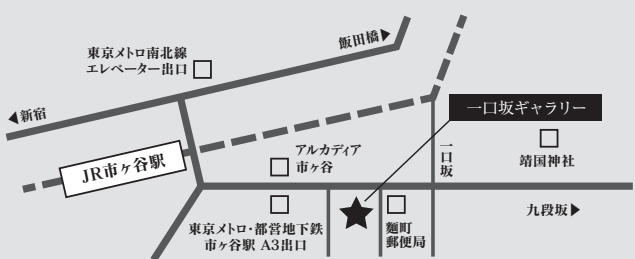 飯田橋▶
東京メトロ南北線
エレベーター出口
◀新宿
一口坂ギャラリー
JR市ヶ谷駅
アルカディア
市ヶ谷
一口坂
靖国神社
九段坂▶
東京メトロ・都営地下鉄
市ヶ谷駅 A3出口
麵町
郵便局